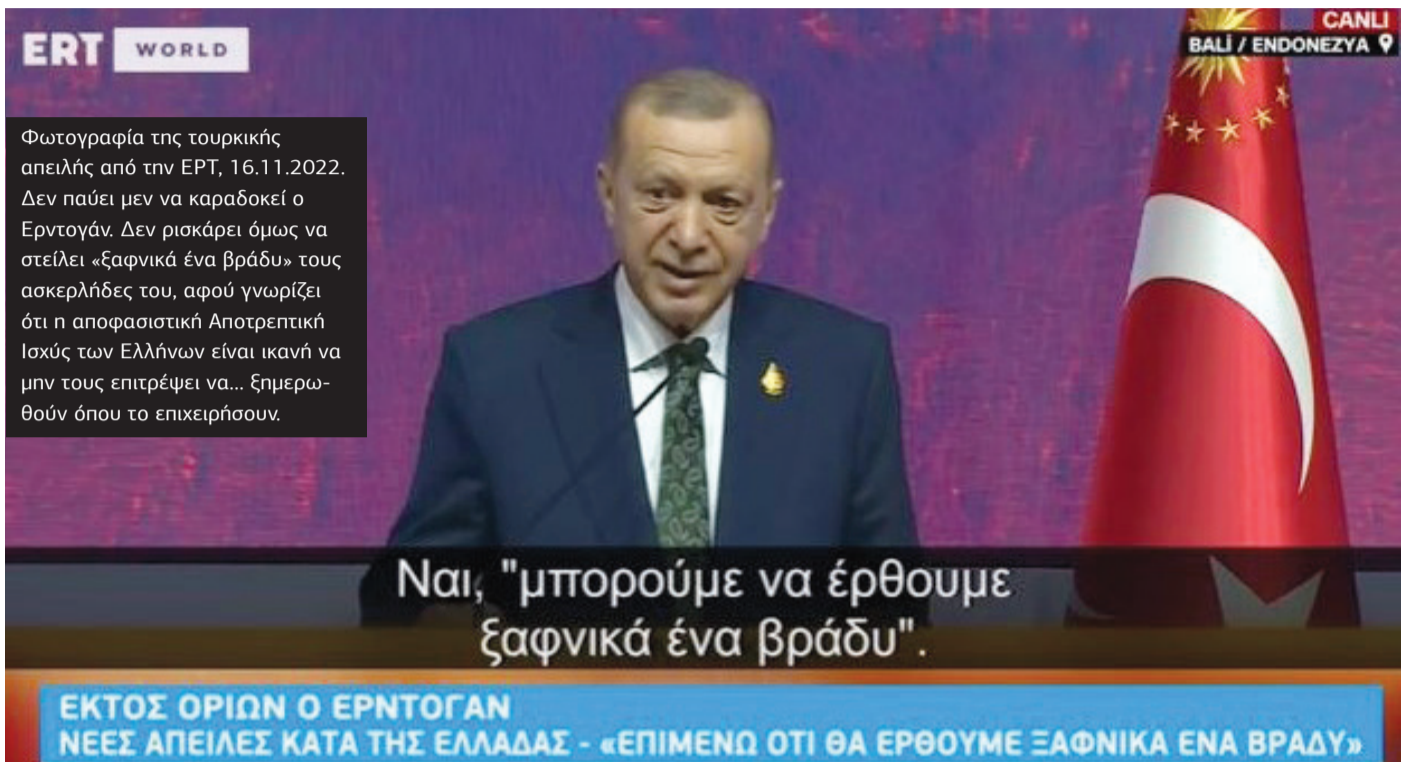 ERT WORLD
CANLI
BALİ / ENDONEZYA
Φωτογραφία της τουρκικής
απειλής από την ΕΡΤ, 16.11.2022.
Δεν παύει μεν να καραδοκεί ο
Ερντογάν. Δεν ρισκάρει όμως να
στείλει «ξαφνικά ένα βράδυ» τους
ασκερλήδες του, αφού γνωρίζει
ότι η αποφασιστική Αποτρεπτική
Ισχύς των Ελλήνων είναι ικανή να
μην τους επιτρέψει να... ξημερω-
θούν όπου το επιχειρήσουν.
Ναι, "μπορούμε να έρθουμε
ξαφνικά ένα βράδυ".
ΕΚΤΟΣ ΟΡΙΩΝ Ο ΕΡΝΤΟΓΑΝ
ΝΕΕΣ ΑΠΕΙΛΕΣ ΚΑΤΑ ΤΗΣ ΕΛΛΑΔΑΣ - «ΕΠΙΜΕΝΩ ΟΤΙ ΘΑ ΕΡΘΟΥΜΕ ΞΑΦΝΙΚΑ ΕΝΑ ΒΡΑΔΥ»